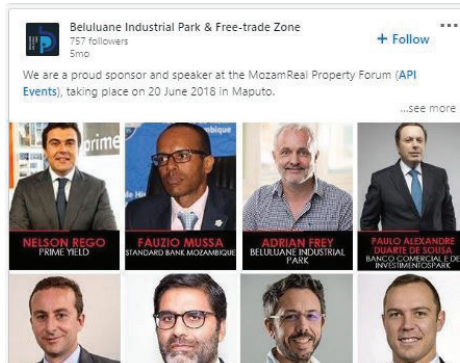 Beluluane Industrial Park & Free-trade Zone
757 followers
5mo
+ Follow
We are a proud sponsor and speaker at the MozamReal Property Forum (API
Events), taking place on 20 June 2018 in Maputo.
...see more
NELSON REGO
PRIME YIELD
FAUZIO MUSSA
STANDARD BANK MOZAMBIQUE
ADRIAN FREY
BELULUANE INDUSTRIAL
PARK
PAULO ALEXANDRE
DUARTE DE SOUSA
BANCO COMERCIAL E DE
INVESTIMENTOSPARK